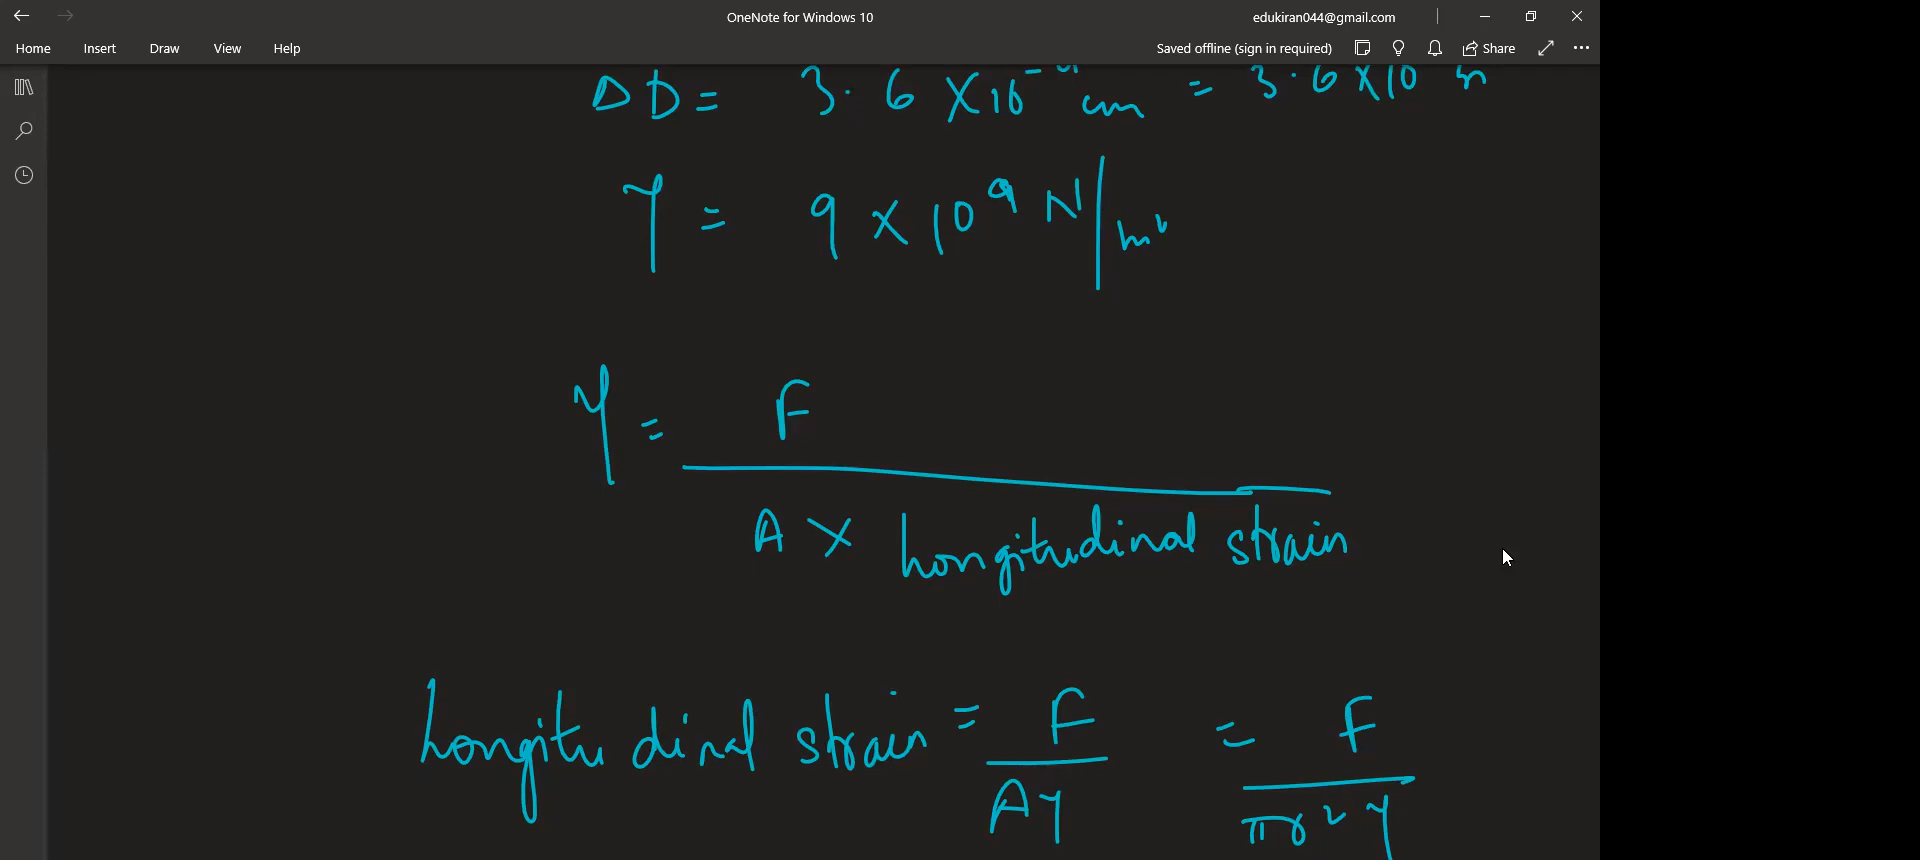 OneNote for Windows 10 edukiran044@gmail.com
Home Insert Draw View Help Saved offline (sign in required) Share
ΔD = 3.6 X10 cm = 3.6 X10
Y = 9 X 10⁹ N/m²
Y = F
A X Longitudinal strain
Longitudinal strain = F = F
AY πr²Y